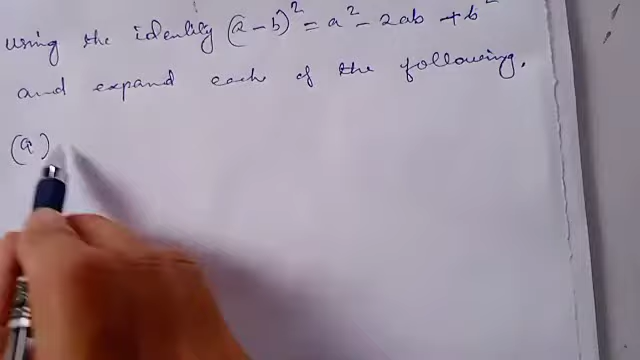 using the identity (a - b)² = a² - 2ab + b²
and expand each of the following.
(a)